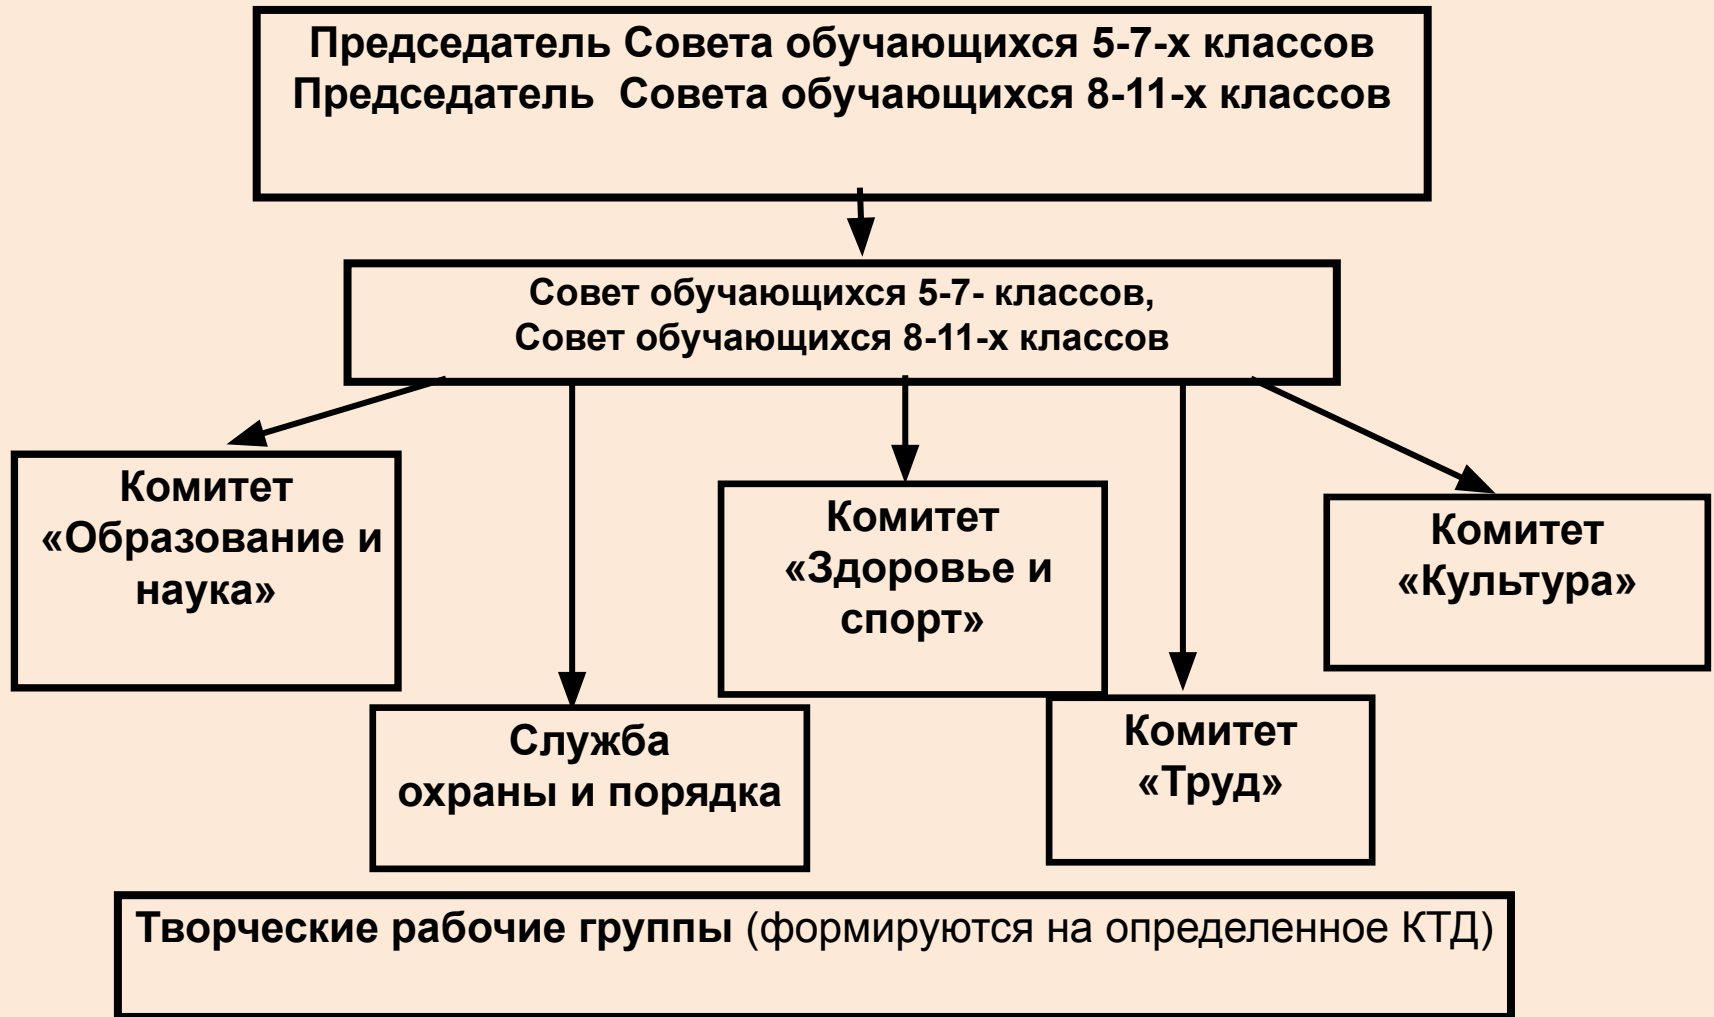 Председатель Совета обучающихся 5-7-х классов
Председатель Совета обучающихся 8-11-х классов
Совет обучающихся 5-7- классов,
Совет обучающихся 8-11-х классов
Комитет
«Образование и
наука»
Комитет
«Здоровье и
спорт»
Комитет
«Культура»
Служба
охраны и порядка
Комитет
«Труд»
Творческие рабочие группы (формируются на определенное КТД)